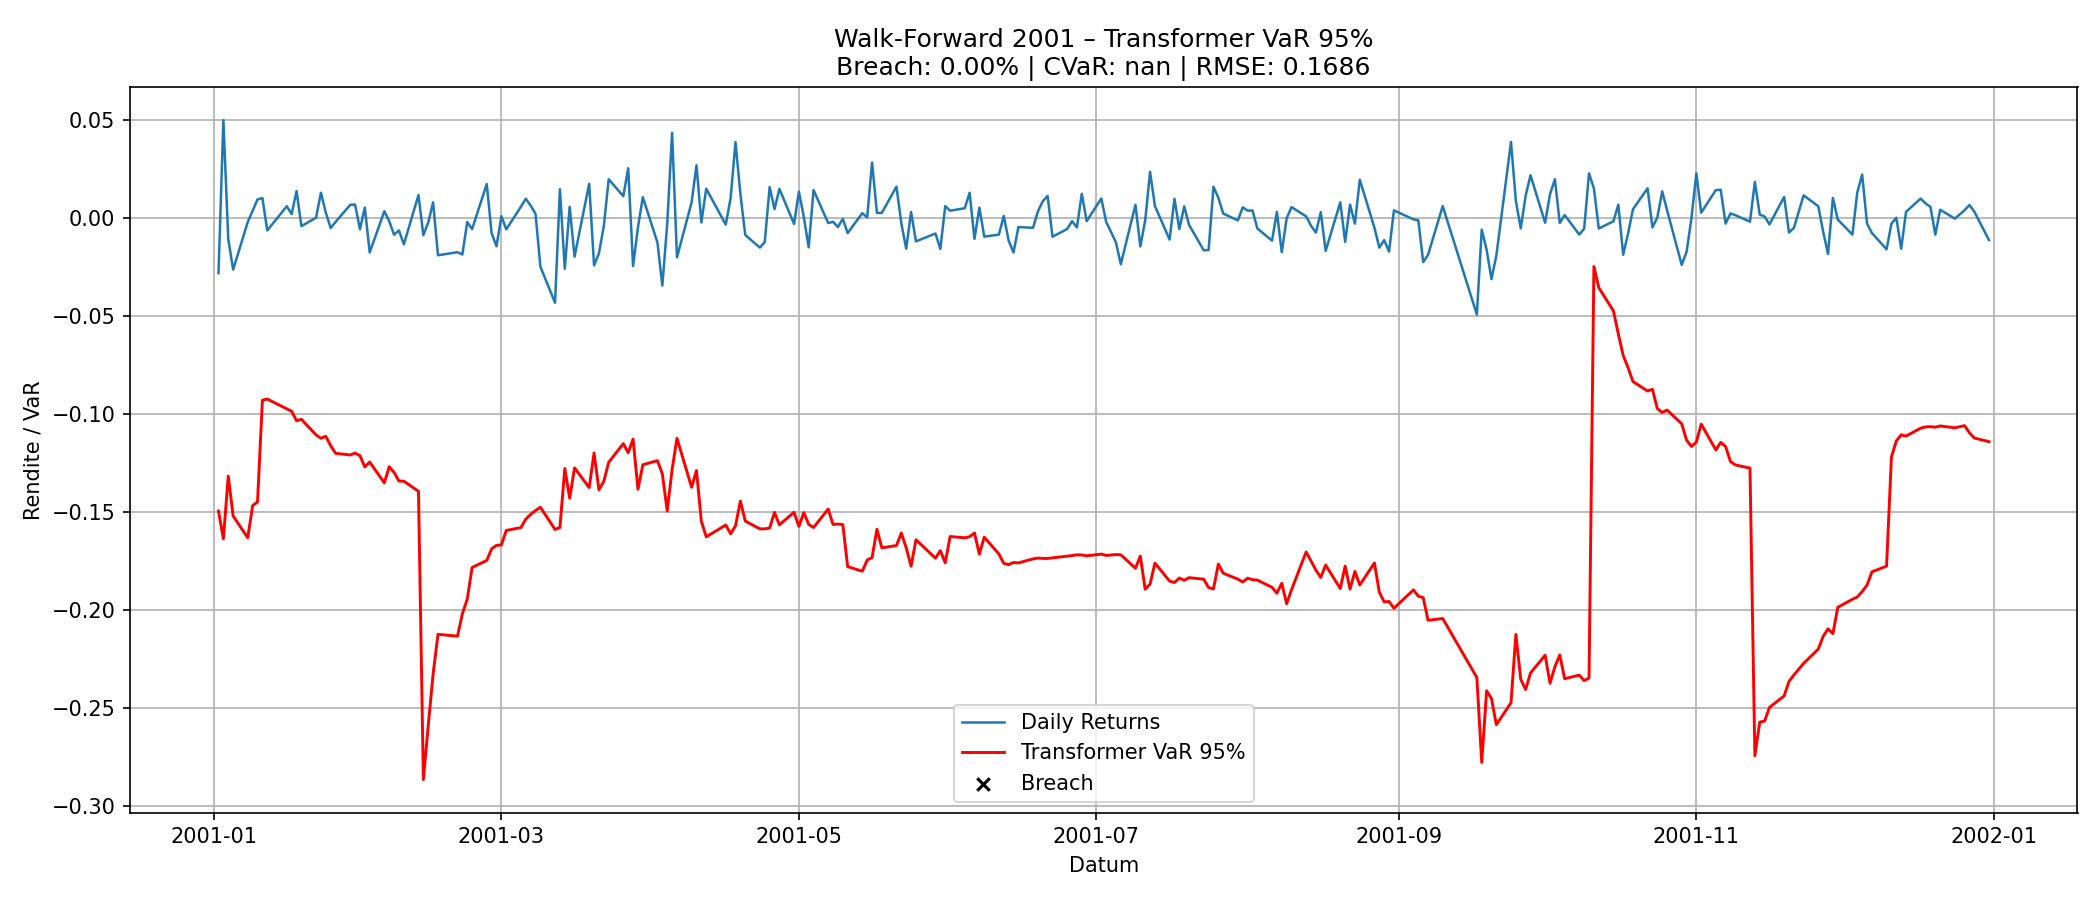 Walk-Forward 2001 – Transformer VaR 95%
Breach: 0.00% | CVaR: nan | RMSE: 0.1686
Rendite / VaR
0.05
0.00
−0.05
−0.10
−0.15
−0.20
−0.25
−0.30
Daily Returns
Transformer VaR 95%
Breach
2001-01
2001-03
2001-05
2001-07
2001-09
2001-11
2002-01
Datum